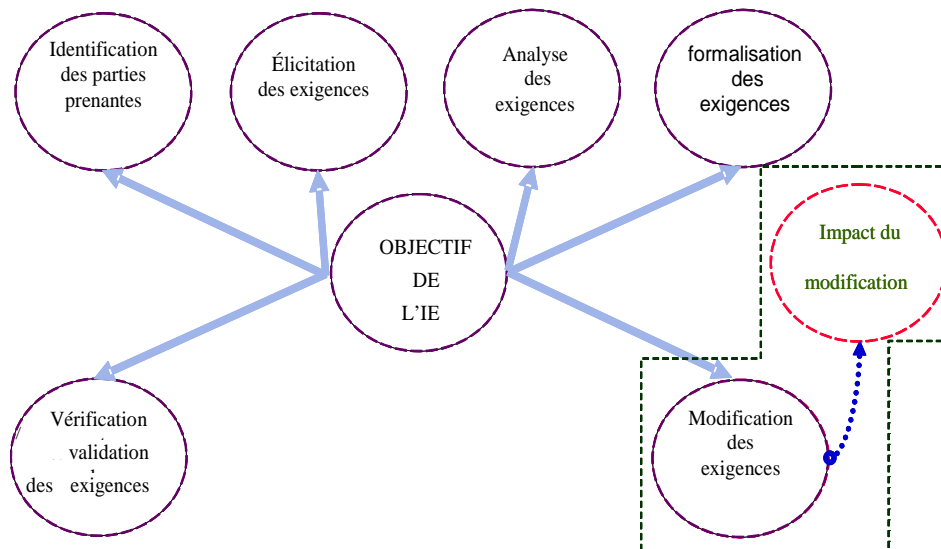 Identification
des parties
prenantes
Élicitation
des exigences
Analyse
des
exigences
formalisation
des
exigences
OBJECTIF
DE
L'IE
Impact du
modification
Vérification
validation
des exigences
Modification
des
exigences